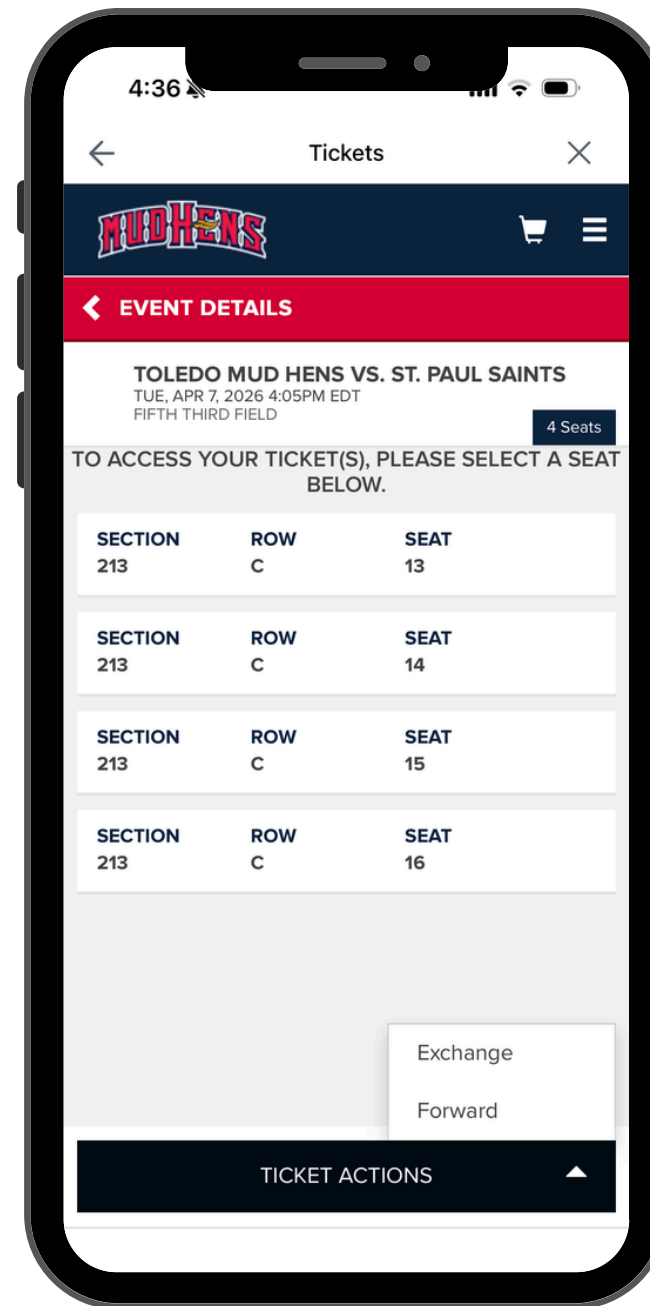 4:36
Tickets
MUDHENS
EVENT DETAILS
TOLEDO MUD HENS VS. ST. PAUL SAINTS
TUE, APR 7, 2026 4:05PM EDT
FIFTH THIRD FIELD
4 Seats
TO ACCESS YOUR TICKET(S), PLEASE SELECT A SEAT
BELOW.
SECTION ROW SEAT
213 C 13
SECTION ROW SEAT
213 C 14
SECTION ROW SEAT
213 C 15
SECTION ROW SEAT
213 C 16
Exchange
Forward
TICKET ACTIONS